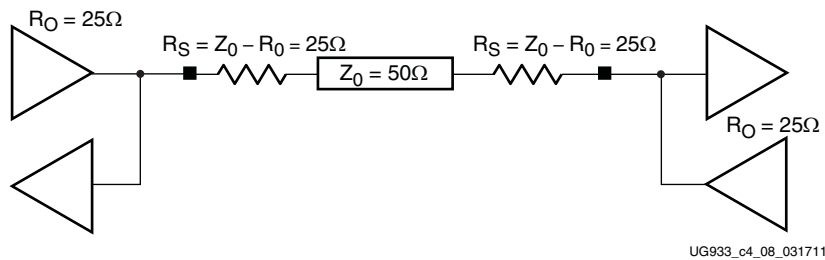 R_O = 25Ω
R_S = Z_0 – R_0 = 25Ω
R_S = Z_0 – R_0 = 25Ω
Z_0 = 50Ω
R_O = 25Ω
UG933_c4_08_031711